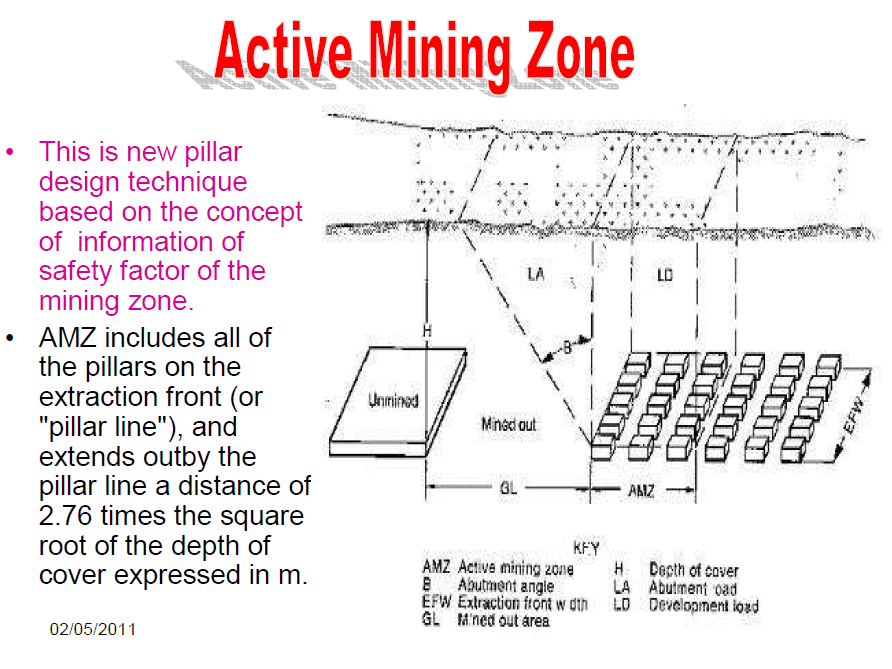 Active Mining Zone
• This is new pillar
design technique
based on the concept
of information of
safety factor of the
mining zone.
• AMZ includes all of
the pillars on the
extraction front (or
"pillar line"), and
extends outby the
pillar line a distance of
2.76 times the square
root of the depth of
cover expressed in m.
02/05/2011
LA
LD
H
B
Unmined
Mined out
EFW
GL
AMZ
KEY
AMZ Active mining zone
B Abutment angle
EFW Extraction front w dth
GL M'ned out area
H Depth of cover
LA Abutment oad
LD Development load